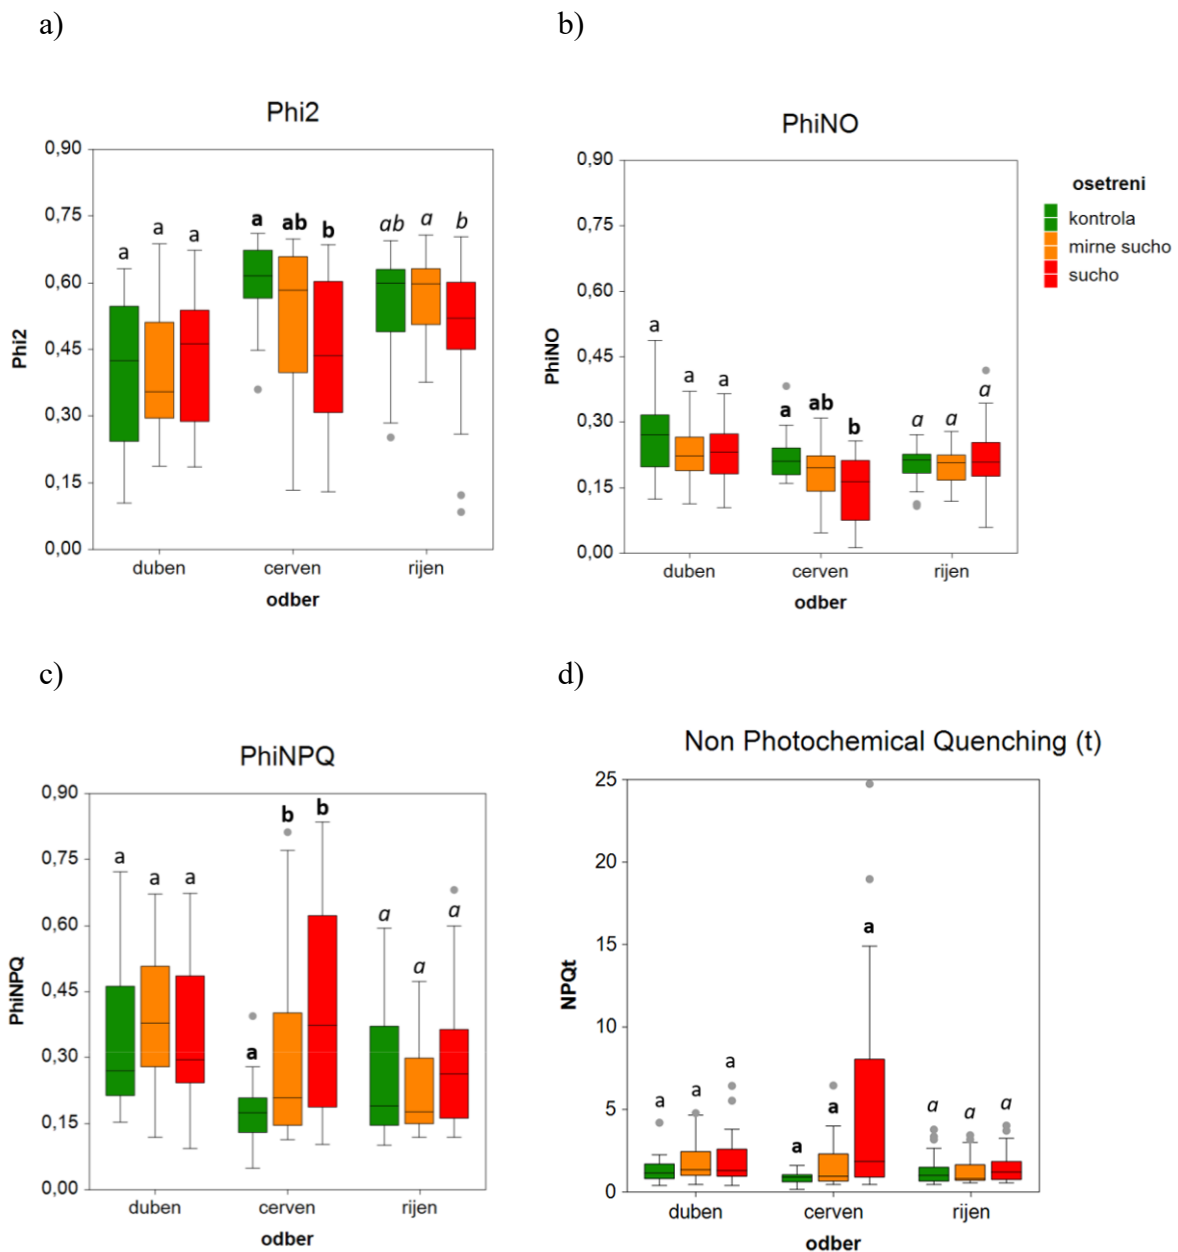 a)
b)
Phi2
0,90
0,75
0,60
0,45
0,30
0,15
0,00
Phi2
a
a
a
a
ab
b
ab
a
b
duben
cerven
rijen
odber
PhiNO
0,90
0,75
0,60
0,45
0,30
0,15
0,00
PhiNO
a
a
a
a
ab
b
a
a
a
duben
cerven
rijen
odber
osetreni
kontrola
mirne sucho
sucho
c)
d)
PhiNPQ
0,90
0,75
0,60
0,45
0,30
0,15
0,00
PhiNPQ
a
a
a
a
b
b
a
a
a
duben
cerven
rijen
odber
Non Photochemical Quenching (t)
25
20
15
10
5
0
NPQt
a
a
a
a
a
a
a
a
a
duben
cerven
rijen
odber